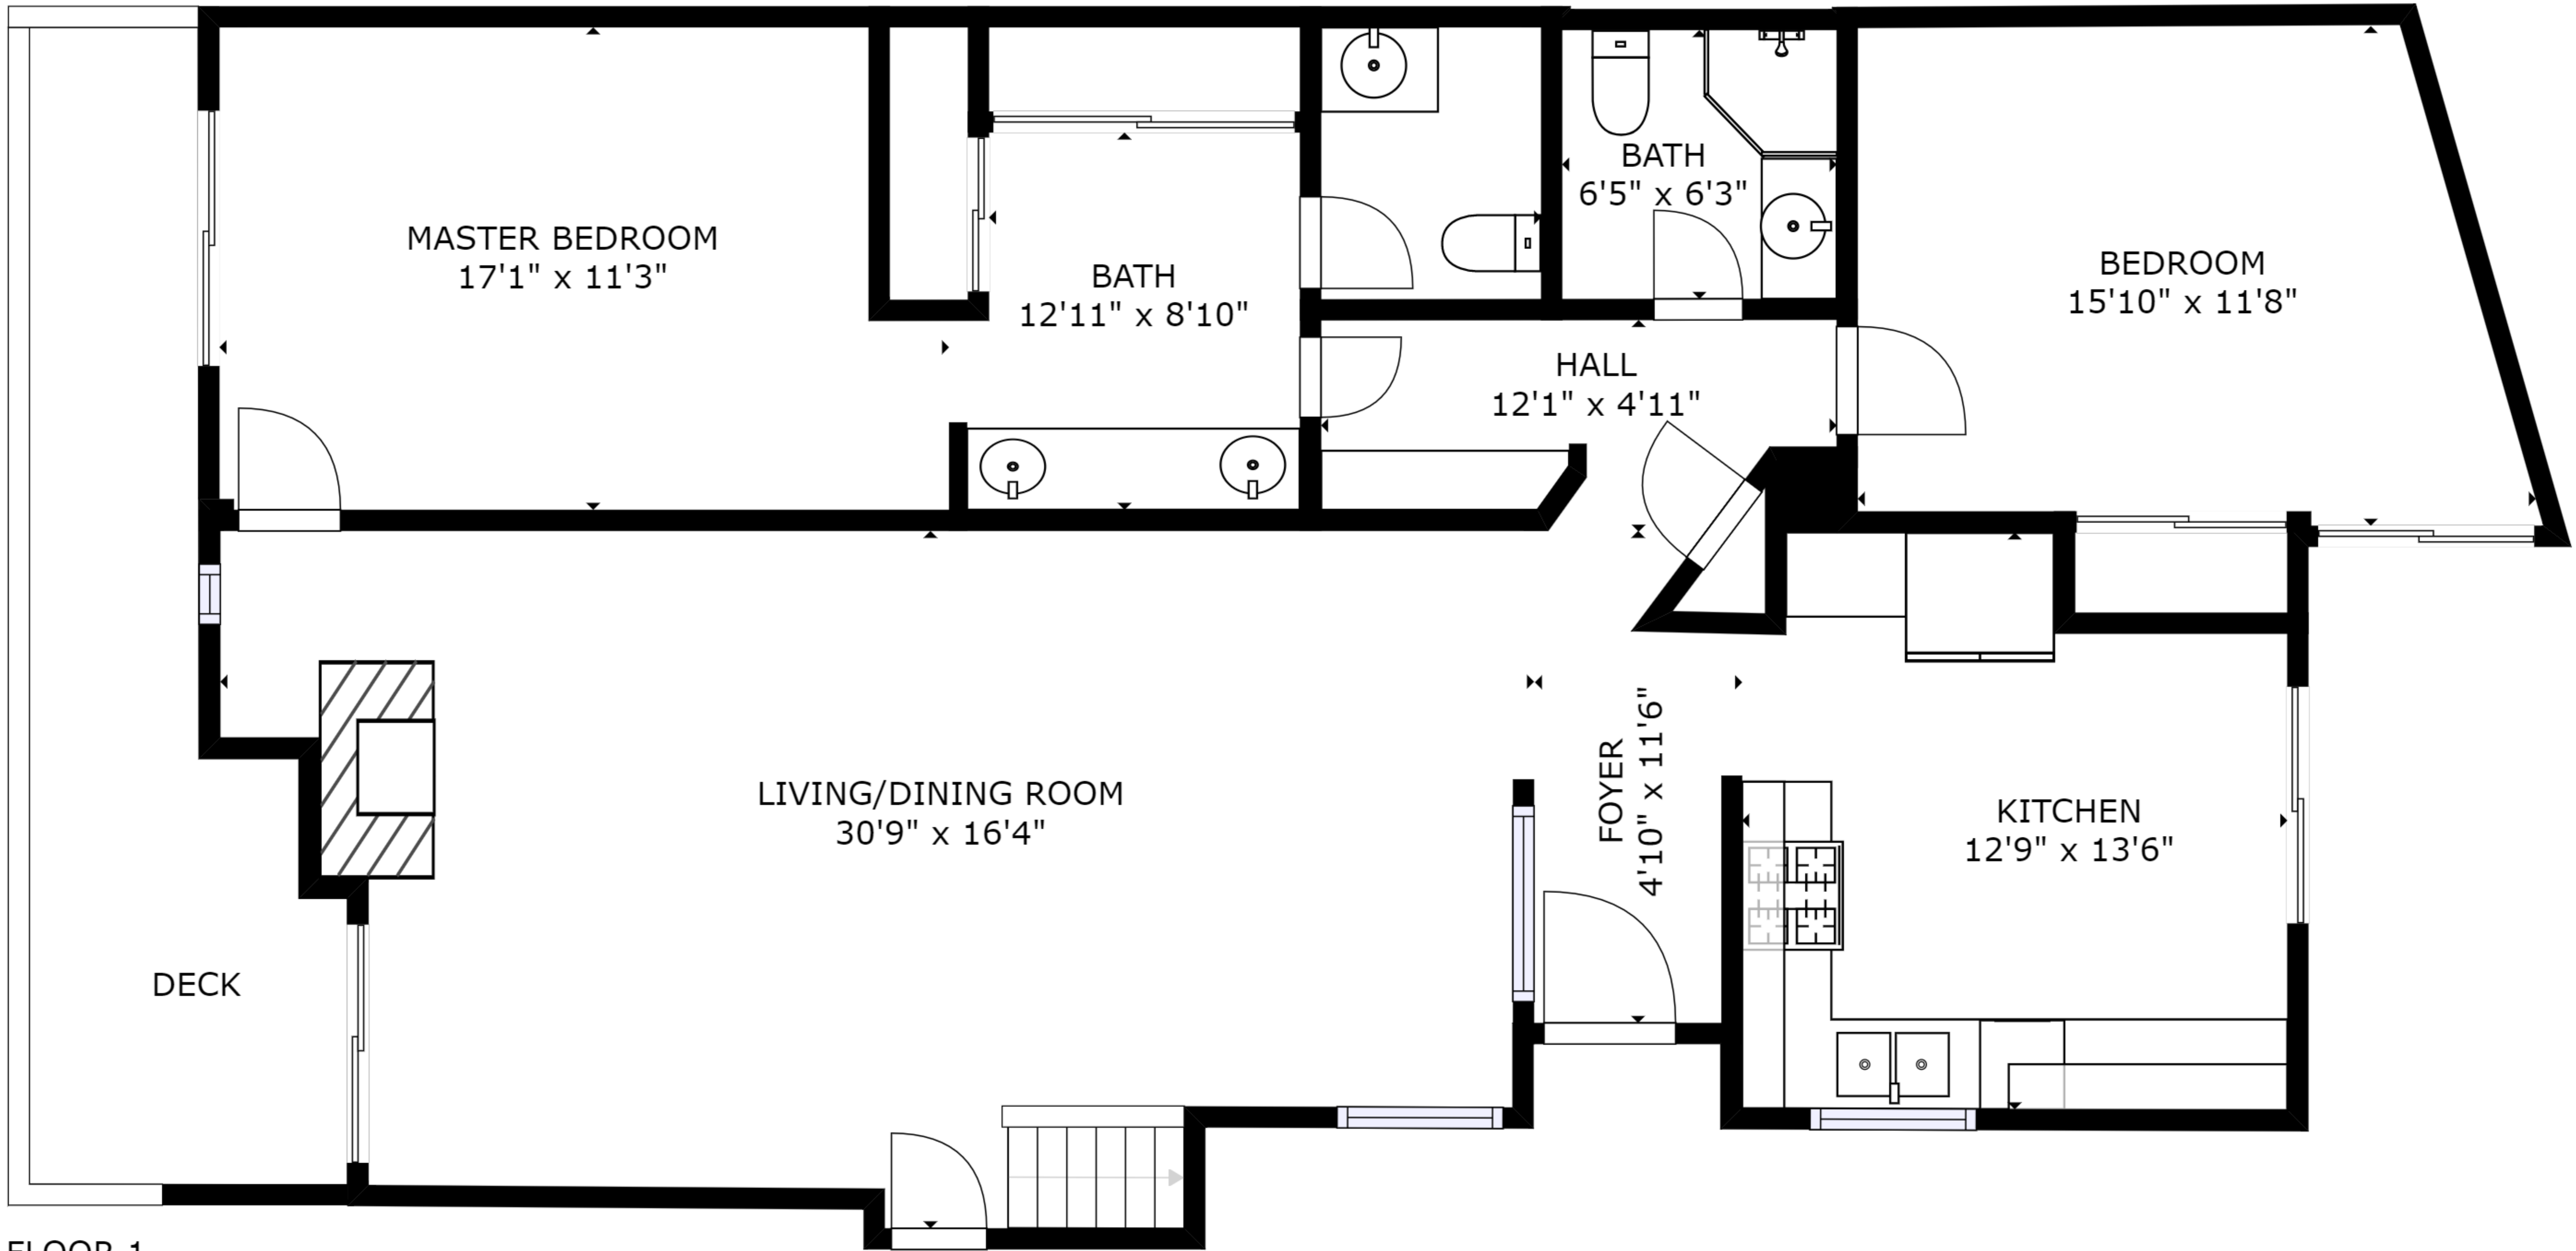 MASTER BEDROOM
17'1" x 11'3"
BATH
12'11" x 8'10"
BATH
6'5" x 6'3"
HALL
12'1" x 4'11"
BEDROOM
15'10" x 11'8"
LIVING/DINING ROOM
30'9" x 16'4"
FOYER
4'10" x 11'6"
KITCHEN
12'9" x 13'6"
DECK
FLOOR 1